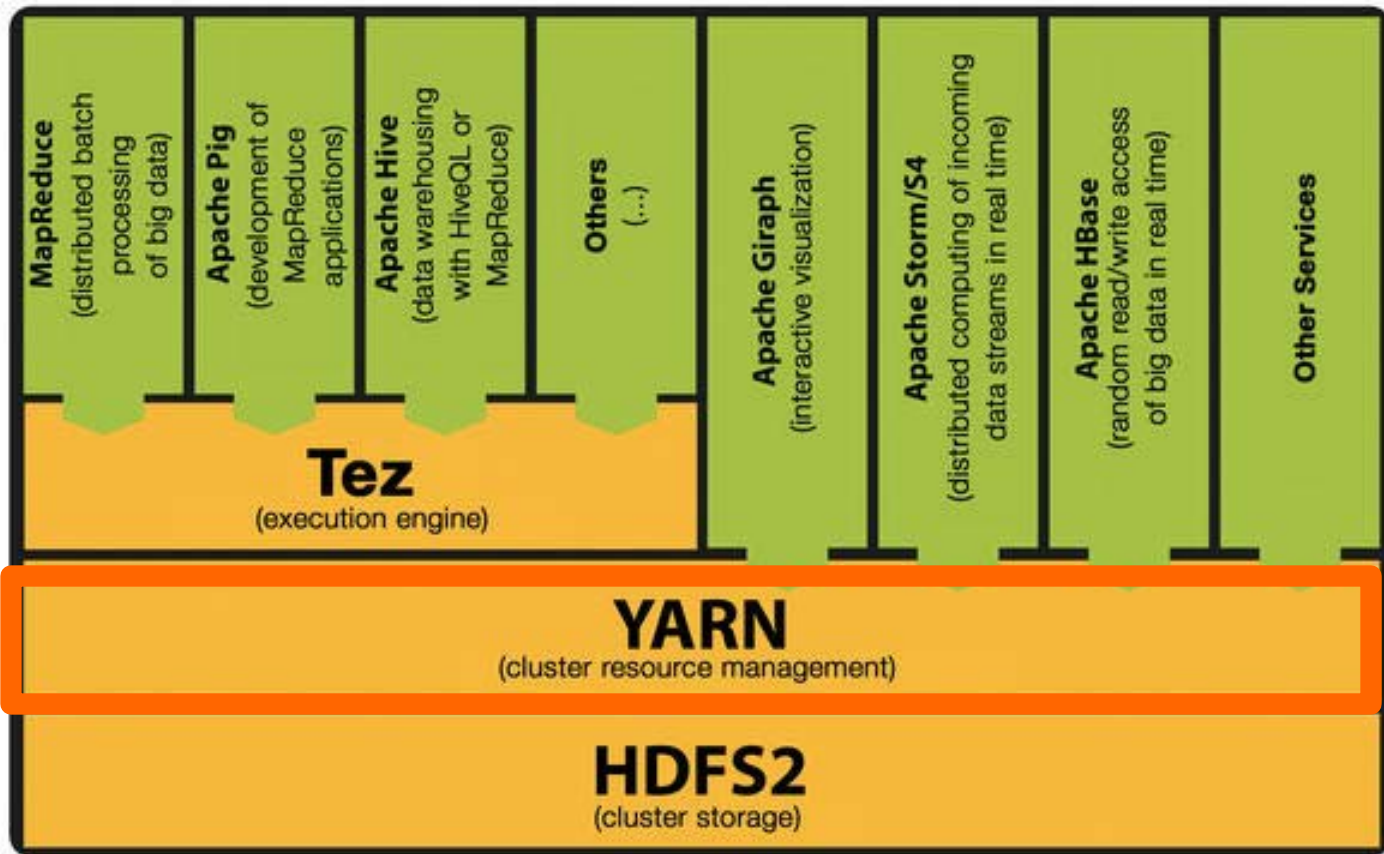 MapReduce
(distributed batch
processing
of big data)
Apache Pig
(development of
MapReduce
applications)
Apache Hive
(data warehousing
with HiveQL or
MapReduce)
Others
(...)
Apache Giraph
(interactive visualization)
Apache Storm/S4
(distributed computing of incoming
data streams in real time)
Apache HBase
(random read/write access
of big data in real time)
Other Services
Tez
(execution engine)
YARN
(cluster resource management)
HDFS2
(cluster storage)